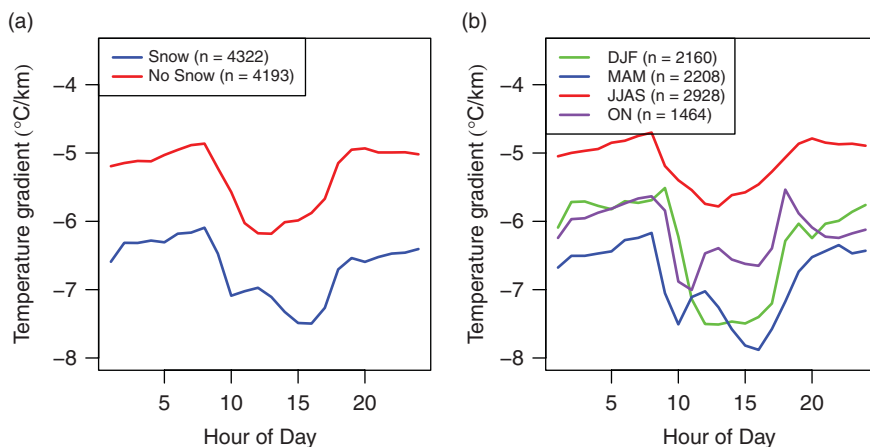 (a)
Snow (n = 4322)
No Snow (n = 4193)
−4
−5
−6
−7
−8
Temperature gradient (°C/km)
5 10 15 20
Hour of Day
(b)
DJF (n = 2160)
MAM (n = 2208)
JJAS (n = 2928)
ON (n = 1464)
−4
−5
−6
−7
−8
Temperature gradient (°C/km)
5 10 15 20
Hour of Day